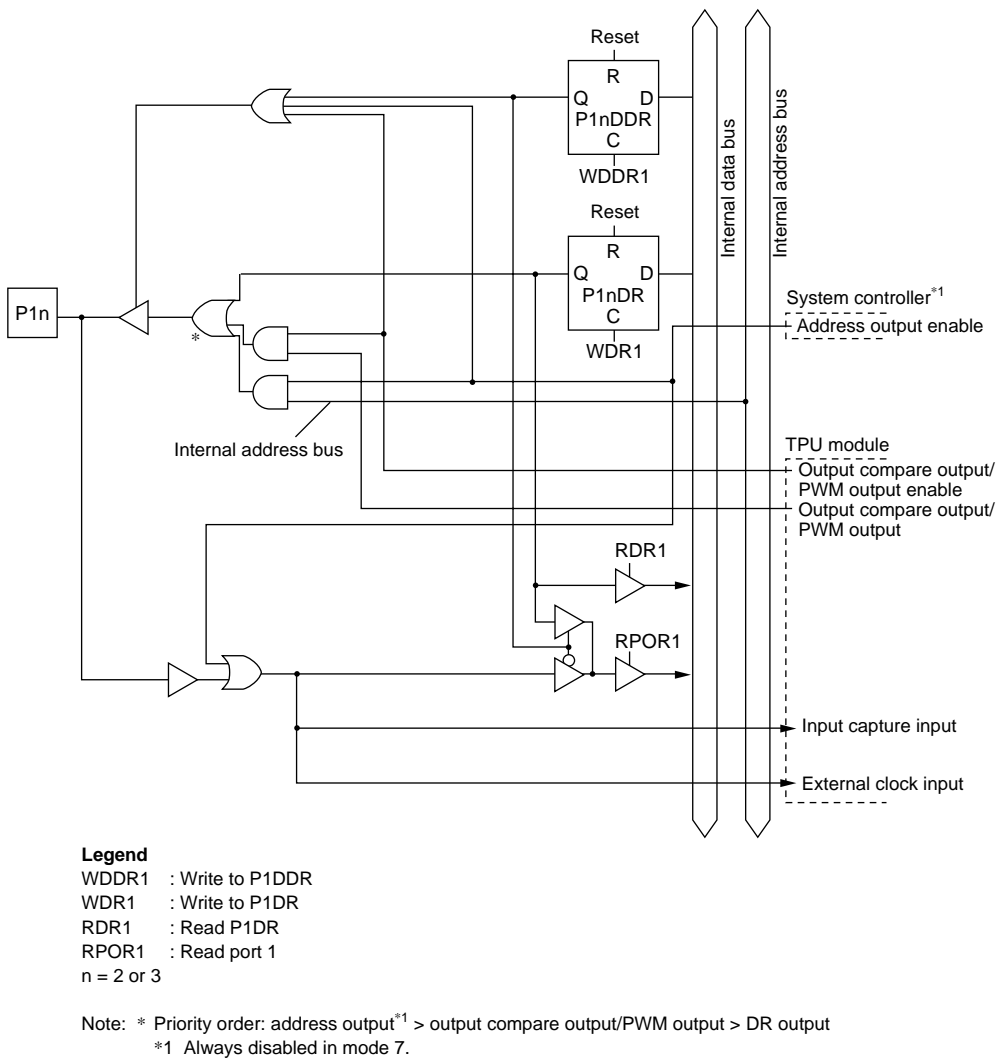 Reset
R
Q D
P1nDDR
C
WDDR1
Reset
R
Q D
P1nDR
C
WDR1
Internal data bus
Internal address bus
P1n
*
System controller*1
Address output enable
Internal address bus
TPU module
Output compare output/
PWM output enable
Output compare output/
PWM output
RDR1
RPOR1
Input capture input
External clock input
Legend
WDDR1 : Write to P1DDR
WDR1 : Write to P1DR
RDR1 : Read P1DR
RPOR1 : Read port 1
n = 2 or 3
Note: * Priority order: address output*1 > output compare output/PWM output > DR output
*1 Always disabled in mode 7.